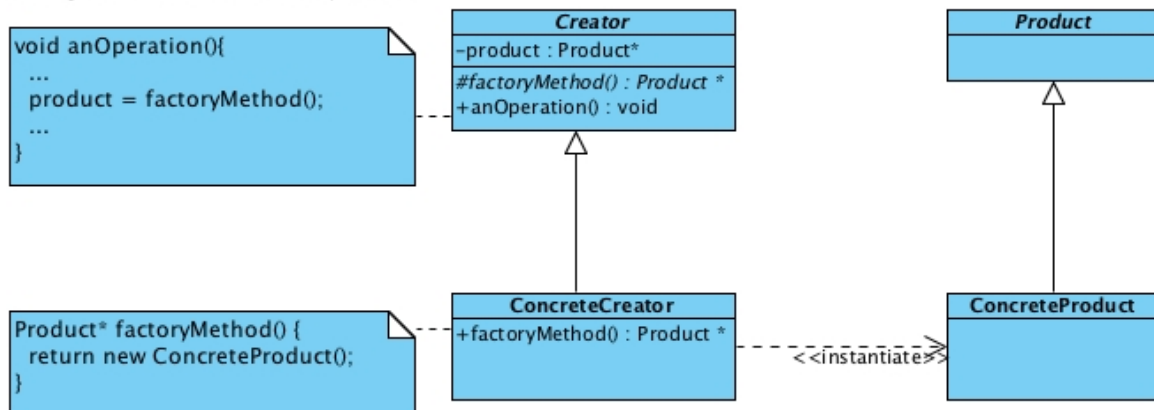 void anOperation(){
...
product = factoryMethod();
...
}
Creator
-product : Product*
#factoryMethod() : Product *
+anOperation() : void
Product
Product* factoryMethod() {
return new ConcreteProduct();
}
ConcreteCreator
+factoryMethod() : Product *
<<instantiate>>
ConcreteProduct